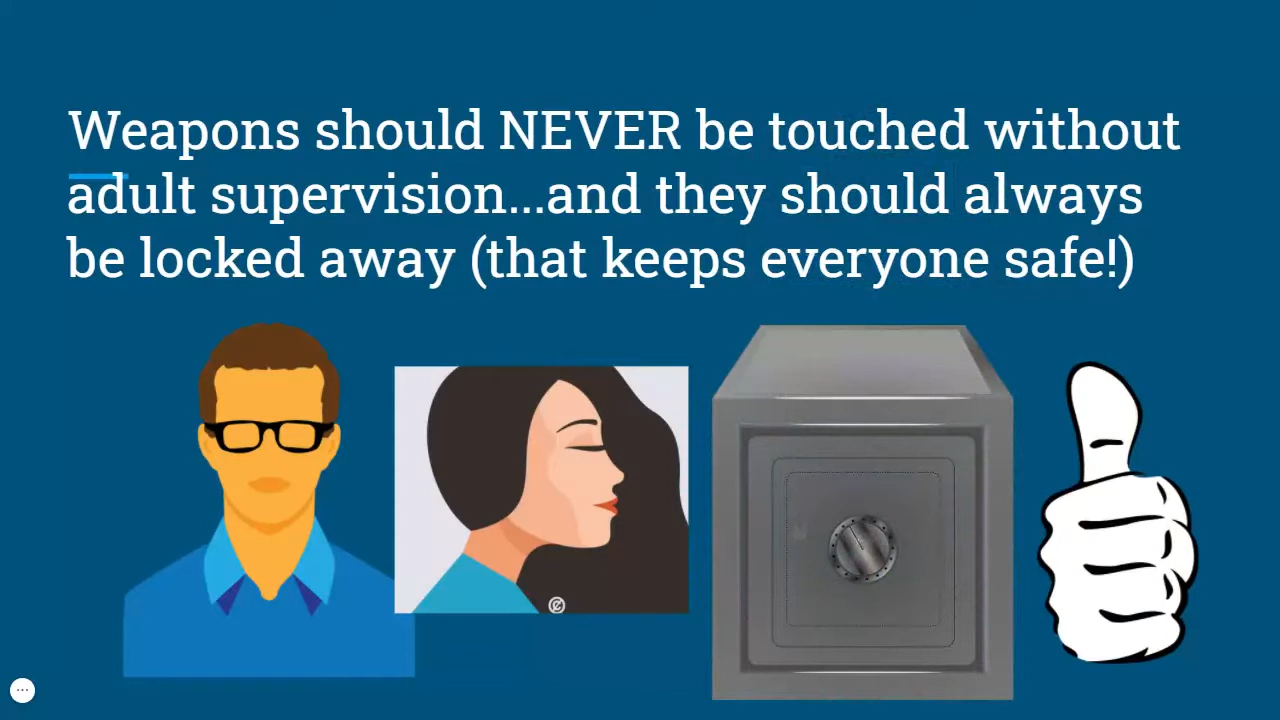 Weapons should NEVER be touched without
adult supervision...and they should always
be locked away (that keeps everyone safe!)